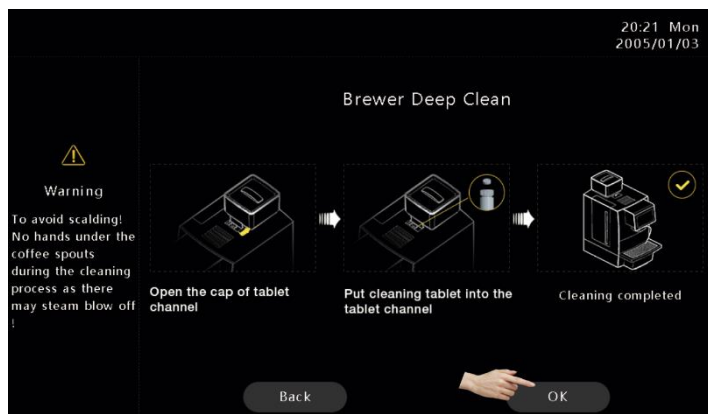 20:21 Mon
2005/01/03
Brewer Deep Clean
Warning
To avoid scalding!
No hands under the
coffee spouts
during the cleaning
process as there
may steam blow off
!
Open the cap of tablet
channel
Put cleaning tablet into the
tablet channel
Cleaning completed
Back
OK